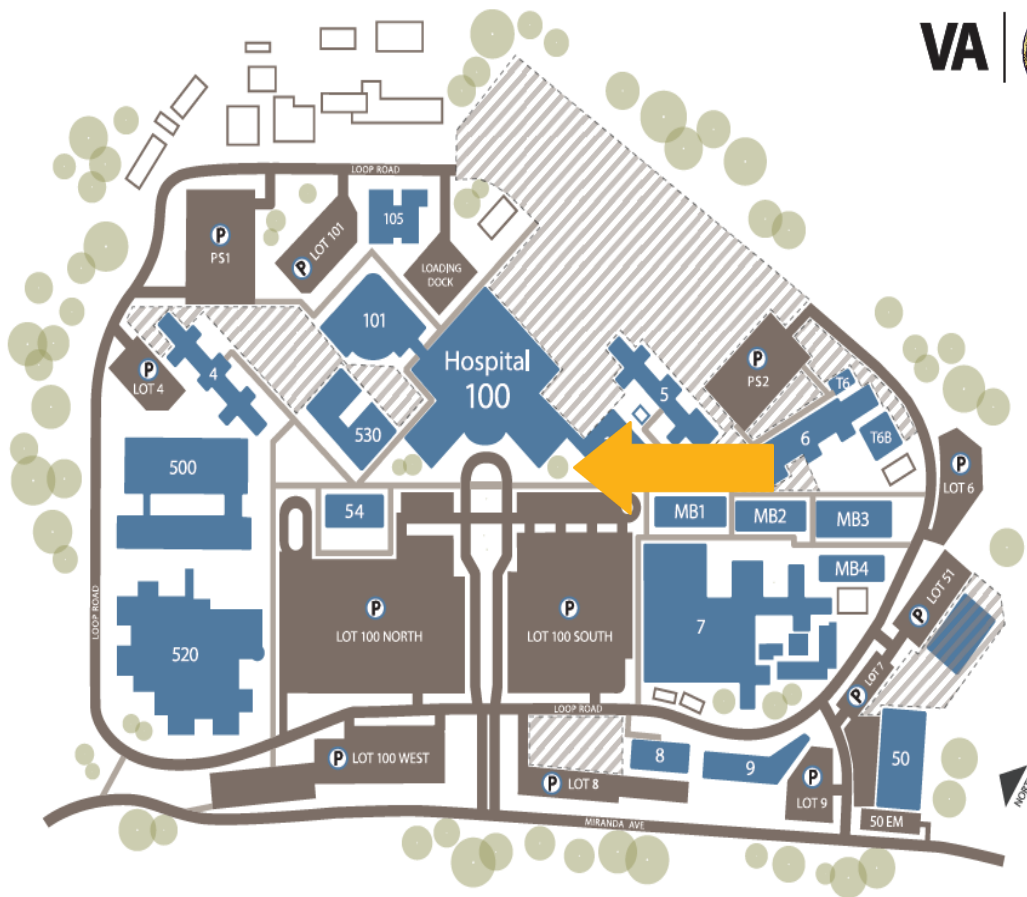 VA
LOOP ROAD
105
P
PS1
P
LOT 101
LOADING
DOCK
101
Hospital
100
P
LOT 4
4
530
5
P
PS2
T6
6
T6B
P
LOT 6
500
54
MB1
MB2
MB3
MB4
LOOP ROAD
520
P
LOT 100 NORTH
P
LOT 100 SOUTH
7
LOT 51
P
LOT 7
P
LOOP ROAD
P
LOT 100 WEST
P
LOT 8
8
9
P
LOT 9
50
50 EM
MIRANDA AVE